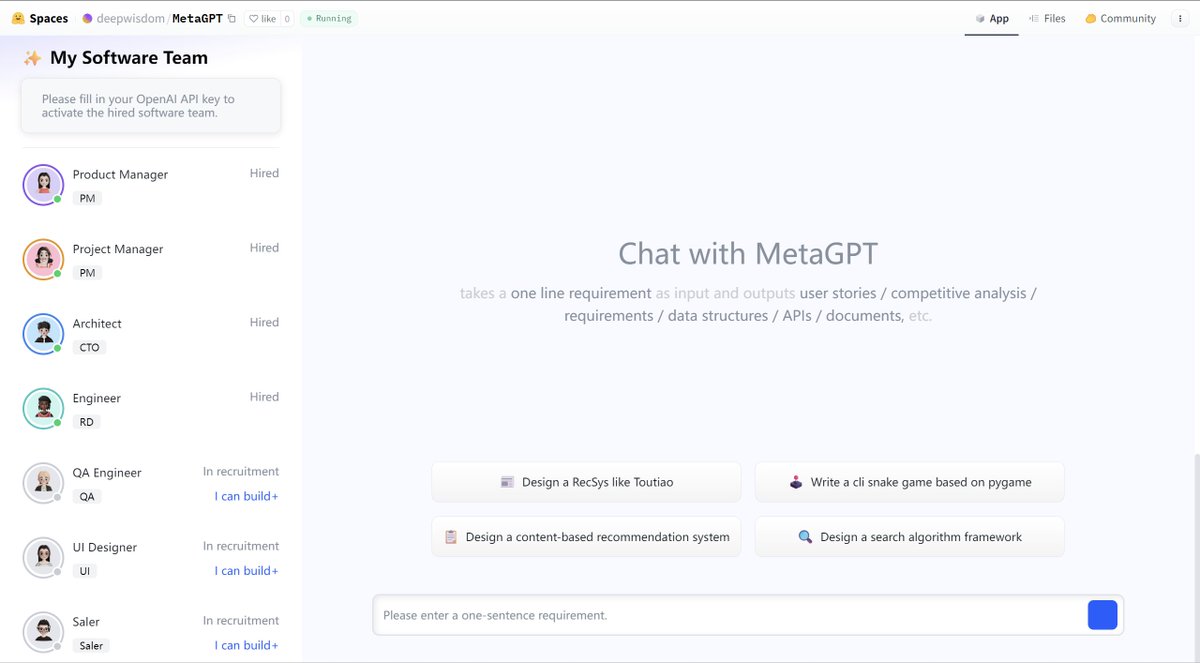 Spaces deepwisdom/MetaGPT like 0 Running App Files Community
My Software Team
Please fill in your OpenAI API key to
activate the hired software team.
Product Manager Hired
PM
Project Manager Hired
PM
Architect Hired
CTO
Engineer Hired
RD
QA Engineer In recruitment
QA I can build+
UI Designer In recruitment
UI I can build+
Saler In recruitment
Saler I can build+
Chat with MetaGPT
takes a one line requirement as input and outputs user stories / competitive analysis /
requirements / data structures / APIs / documents, etc.
Design a RecSys like Toutiao
Write a cli snake game based on pygame
Design a content-based recommendation system
Design a search algorithm framework
Please enter a one-sentence requirement.